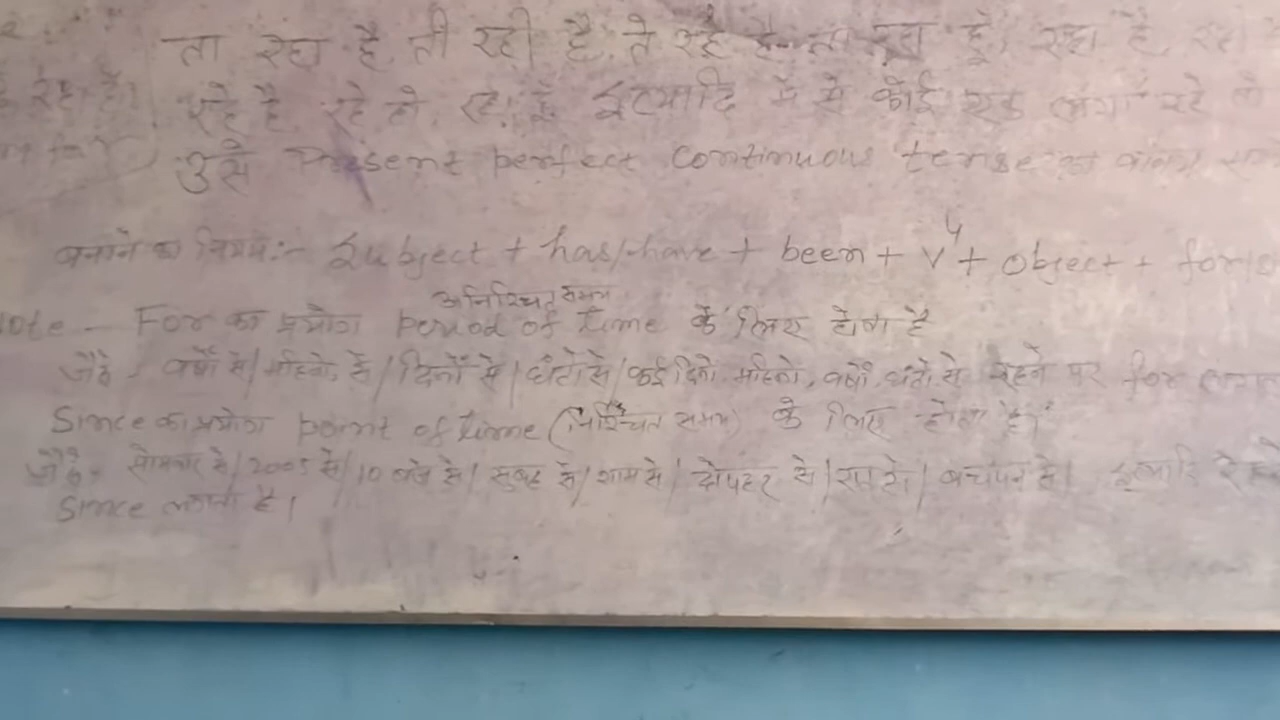 ता रहा है, ती रही है, ते रहे है, ता रहा हूँ, रहा है, रही
रहे है, रहे हो, रहे है इत्यादि में से कोई एक लगा रहे तो
उसे Present perfect continuous tense का वाक्य
बनाने का नियम:- Subject + has/have + been + V⁴ + object + for/
अनिश्चित समय
Note - For का प्रयोग period of time के लिए होता है
जैसे - वर्षों से/महिनों से/दिनों से/घंटो से/कई दिनो, महिनो, वर्षो, घंटो से रहने पर for
Since का प्रयोग point of time (निश्चित समय) के लिए होता है।
जैसे - सोमवार से/2005 से/10 बजे से/सुबह से/शाम से/दोपहर से/रात से/बचपन से। इत्यादि
Since लगाते है।